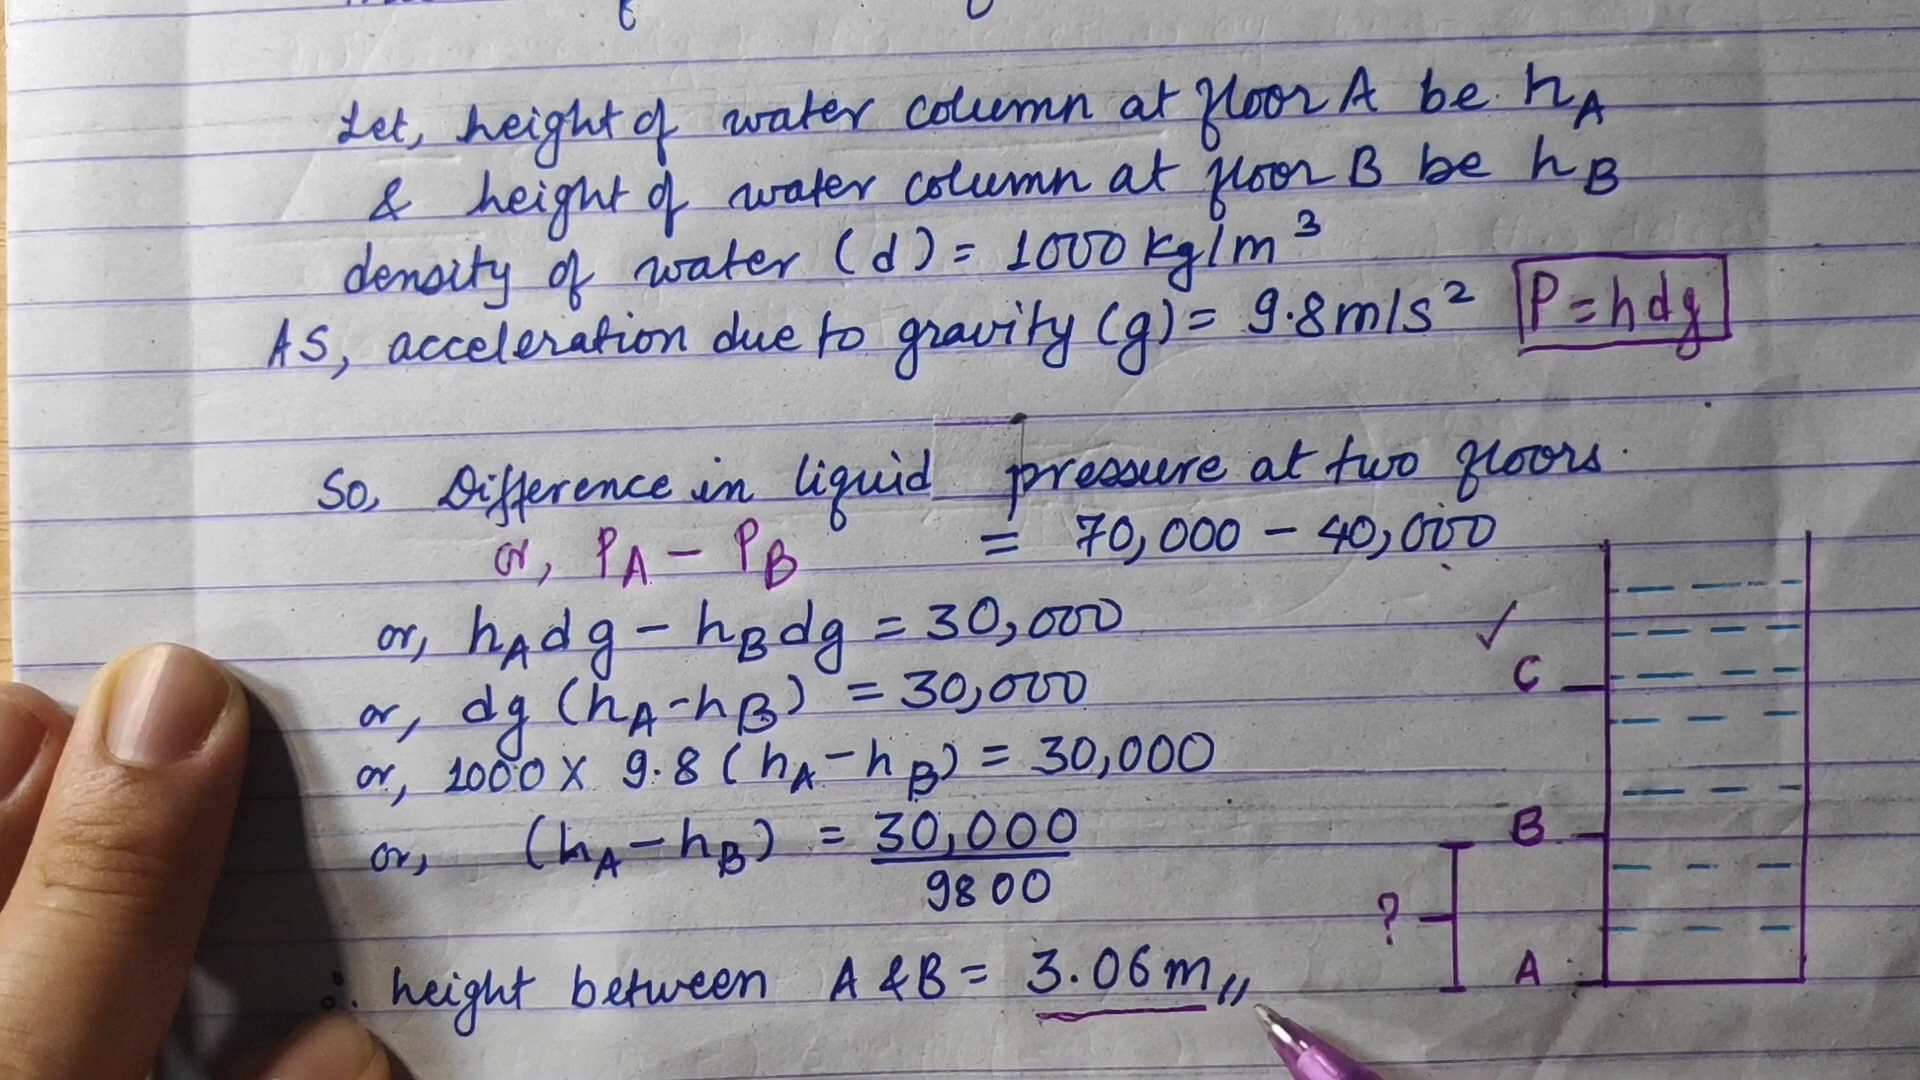 Let, height of water column at floor A be hA
& height of water column at floor B be hB
density of water (d) = 1000 kg/m³
As, acceleration due to gravity (g) = 9.8m/s² P=hdg
So, Difference in liquid pressure at two floors.
or, PA - PB = 70,000 - 40,000
or, hAdg - hBdg = 30,000
or, dg (hA-hB) = 30,000
or, 1000 × 9.8 (hA-hB) = 30,000
or, (hA-hB) = 30,000
9800
∴ height between A & B = 3.06 m,,
C
B
?
A